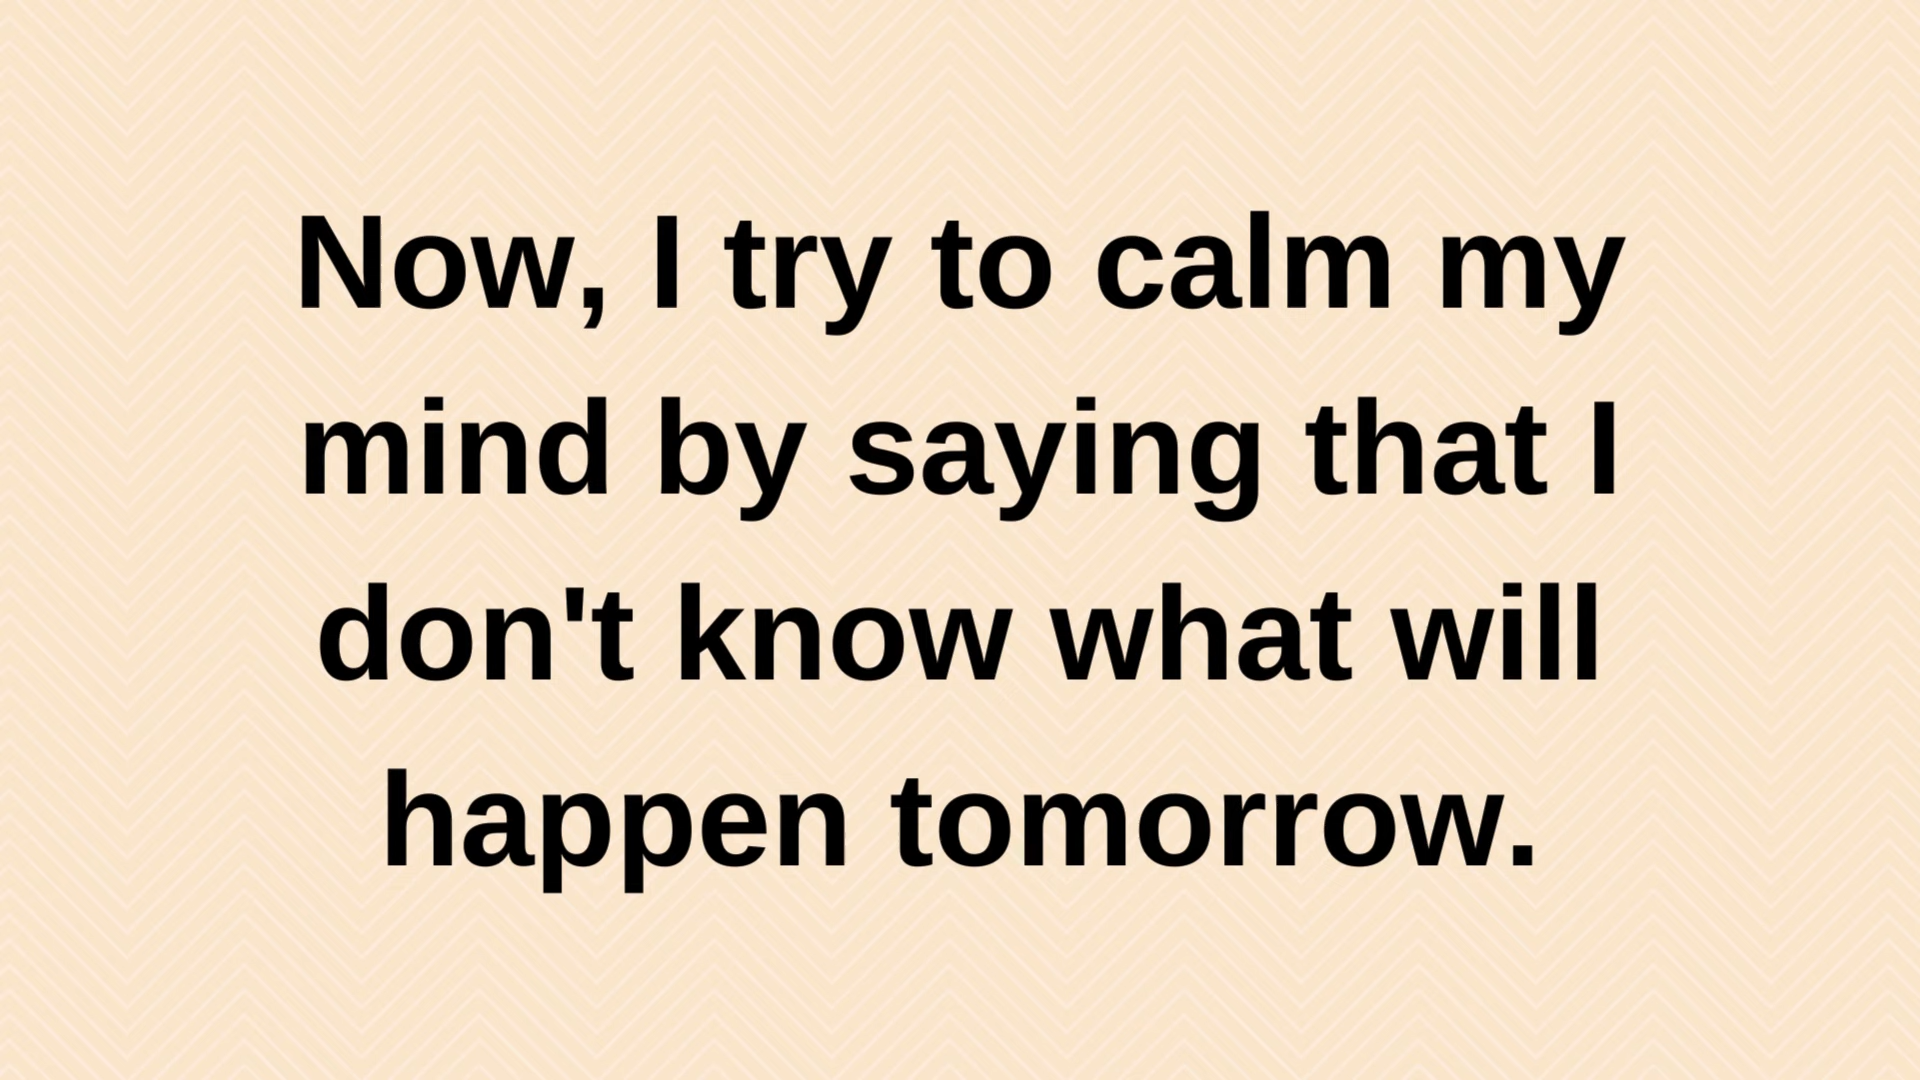 Now, I try to calm my
mind by saying that I
don't know what will
happen tomorrow.